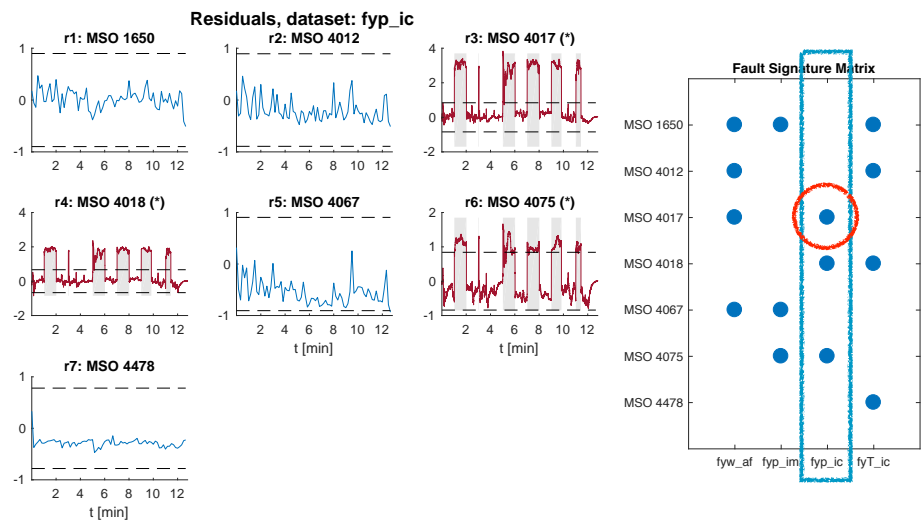 Residuals, dataset: fyp_ic
r1: MSO 1650
1
0
-1
2 4 6 8 10 12
r2: MSO 4012
1
0
-1
2 4 6 8 10 12
r3: MSO 4017 (*)
4
2
0
-2
2 4 6 8 10 12
r4: MSO 4018 (*)
4
2
0
-2
2 4 6 8 10 12
r5: MSO 4067
1
0
-1
2 4 6 8 10 12
t [min]
r6: MSO 4075 (*)
2
1
0
-1
2 4 6 8 10 12
t [min]
r7: MSO 4478
1
0
-1
2 4 6 8 10 12
t [min]
Fault Signature Matrix
MSO 1650
MSO 4012
MSO 4017
MSO 4018
MSO 4067
MSO 4075
MSO 4478
fyw_af fyp_im fyp_ic fyT_ic